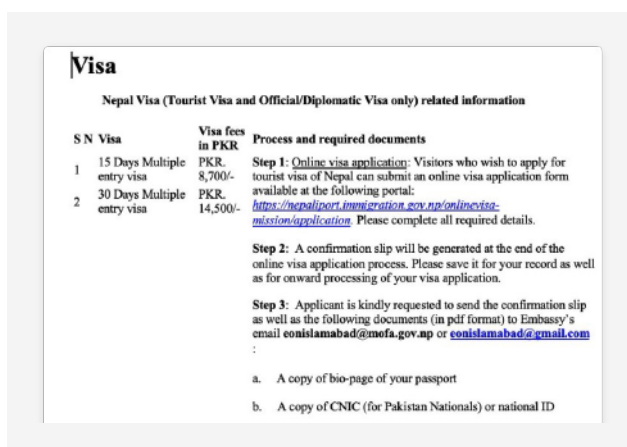 Visa
Nepal Visa (Tourist Visa and Official/Diplomatic Visa only) related information
S N Visa
Visa fees
in PKR
Process and required documents
1
15 Days Multiple
entry visa
PKR.
8,700/-
2
30 Days Multiple
entry visa
PKR.
14,500/-
Step 1: Online visa application: Visitors who wish to apply for
tourist visa of Nepal can submit an online visa application form
available at the following portal:
https://nepaliport.immigration.gov.np/onlinevisa-
mission/application. Please complete all required details.
Step 2: A confirmation slip will be generated at the end of the
online visa application process. Please save it for your record as well
as for onward processing of your visa application.
Step 3: Applicant is kindly requested to send the confirmation slip
as well as the following documents (in pdf format) to Embassy's
email eonislamabad@mofa.gov.np or eonislamabad@gmail.com
:
a. A copy of bio-page of your passport
b. A copy of CNIC (for Pakistan Nationals) or national ID